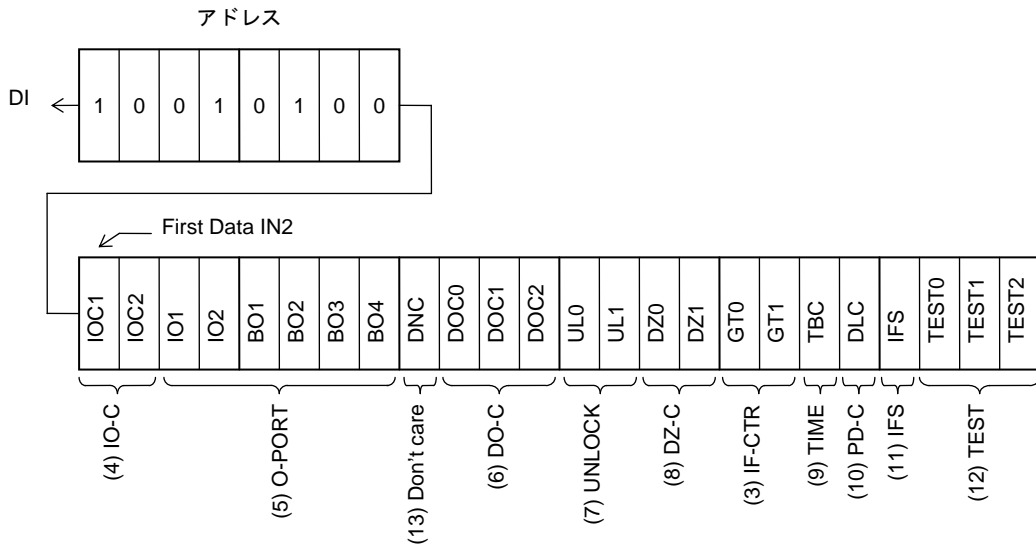 アドレス
DI
1 0 0 1 0 1 0 0
First Data IN2
IOC1 IOC2 IO1 IO2 BO1 BO2 BO3 BO4 DNC DOC0 DOC1 DOC2 UL0 UL1 DZ0 DZ1 GT0 GT1 TBC DLC IFS TEST0 TEST1 TEST2
(4) IO-C
(5) O-PORT
(13) Don't care
(6) DO-C
(7) UNLOCK
(8) DZ-C
(3) IF-CTR
(9) TIME
(10) PD-C
(11) IFS
(12) TEST